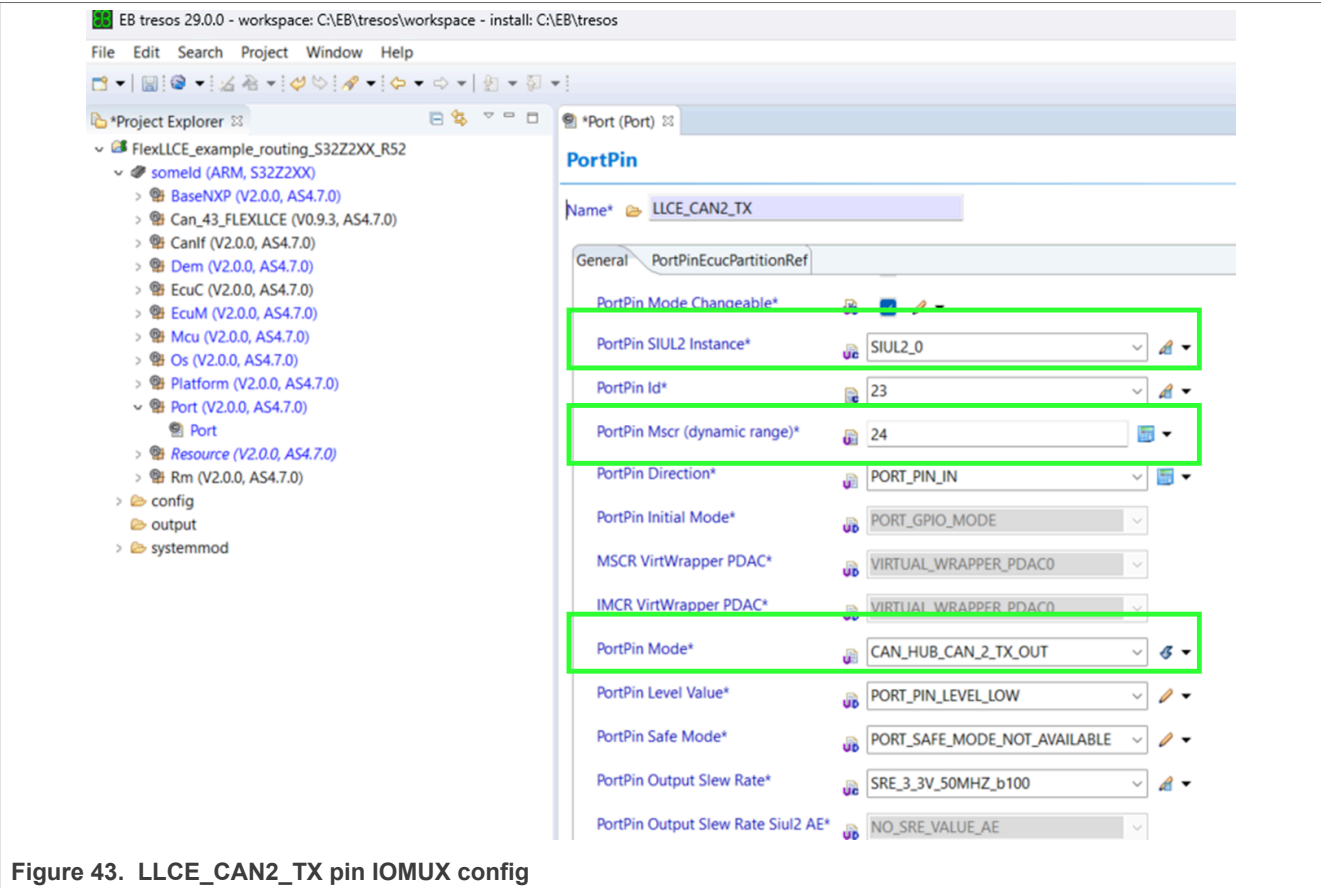 EB tresos 29.0.0 - workspace: C:\EB\tresos\workspace - install: C:\EB\tresos
File Edit Search Project Window Help
*Project Explorer
*Port (Port)
FlexLLCE_example_routing_S32Z2XX_R52
someId (ARM, S32Z2XX)
BaseNXP (V2.0.0, AS4.7.0)
Can_43_FLEXLLCE (V0.9.3, AS4.7.0)
CanIf (V2.0.0, AS4.7.0)
Dem (V2.0.0, AS4.7.0)
EcuC (V2.0.0, AS4.7.0)
EcuM (V2.0.0, AS4.7.0)
Mcu (V2.0.0, AS4.7.0)
Os (V2.0.0, AS4.7.0)
Platform (V2.0.0, AS4.7.0)
Port (V2.0.0, AS4.7.0)
Port
Resource (V2.0.0, AS4.7.0)
Rm (V2.0.0, AS4.7.0)
config
output
systemmod
PortPin
Name* LLCE_CAN2_TX
General PortPinEcucPartitionRef
PortPin Mode Changeable*
PortPin SIUL2 Instance* SIUL2_0
PortPin Id* 23
PortPin Mscr (dynamic range)* 24
PortPin Direction* PORT_PIN_IN
PortPin Initial Mode* PORT_GPIO_MODE
MSCR VirtWrapper PDAC* VIRTUAL_WRAPPER_PDAC0
IMCR VirtWrapper PDAC* VIRTUAL_WRAPPER_PDAC0
PortPin Mode* CAN_HUB_CAN_2_TX_OUT
PortPin Level Value* PORT_PIN_LEVEL_LOW
PortPin Safe Mode* PORT_SAFE_MODE_NOT_AVAILABLE
PortPin Output Slew Rate* SRE_3_3V_50MHZ_b100
PortPin Output Slew Rate Siul2 AE* NO_SRE_VALUE_AE
Figure 43. LLCE_CAN2_TX pin IOMUX config